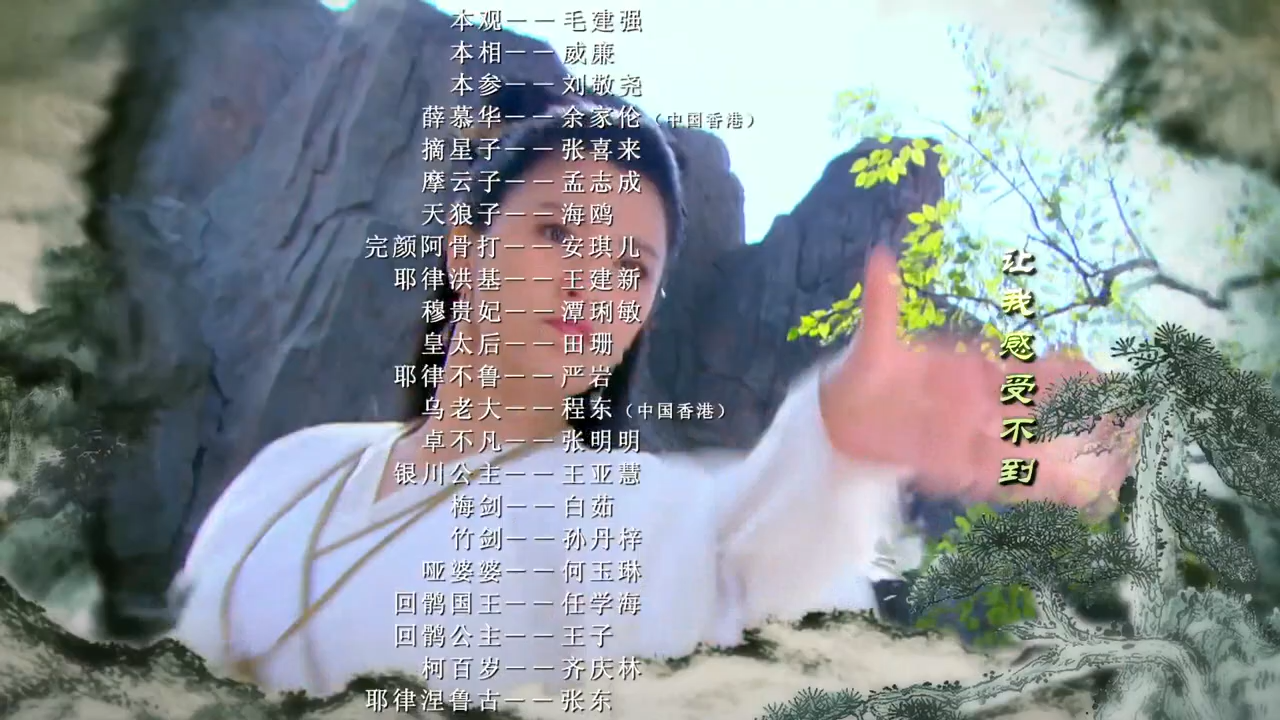 本观——毛建强
本相——威廉
本参——刘敬尧
薛慕华——余家伦（中国香港）
摘星子——张喜来
摩云子——孟志成
天狼子——海鸥
完颜阿骨打——安琪儿
耶律洪基——王建新
穆贵妃——潭琍敏
皇太后——田珊
耶律不鲁——严岩
乌老大——程东（中国香港）
卓不凡——张明明
银川公主——王亚慧
梅剑——白茹
竹剑——孙丹梓
哑婆婆——何玉琳
回鹘国王——任学海
回鹘公主——王子
柯百岁——齐庆林
耶律涅鲁古——张东
让我感受不到